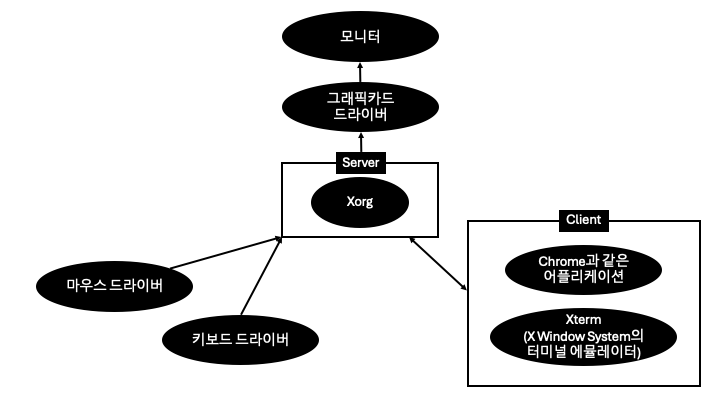 모니터
그래픽카드
드라이버
Server
Xorg
Client
Chrome과 같은
어플리케이션
마우스 드라이버
Xterm
(X Window System의
터미널 에뮬레이터)
키보드 드라이버